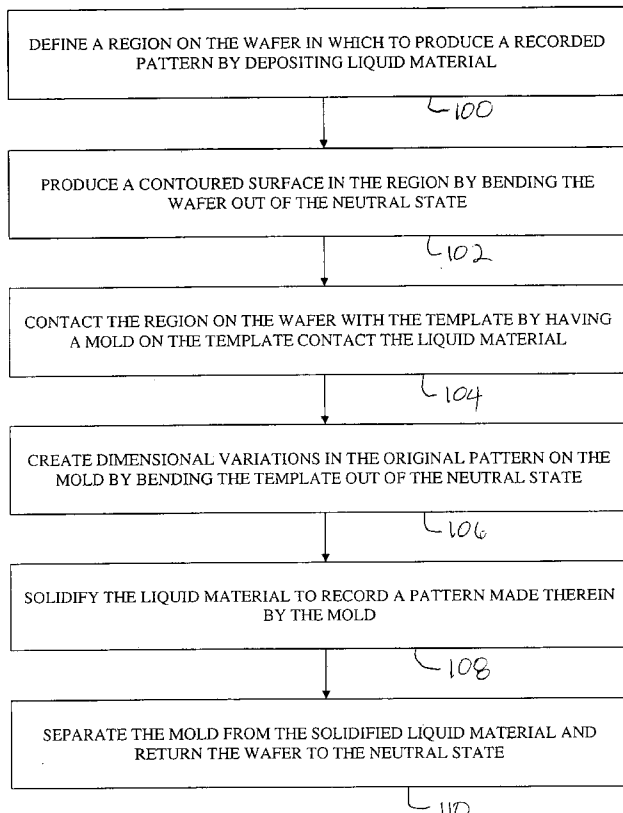 DEFINE A REGION ON THE WAFER IN WHICH TO PRODUCE A RECORDED
PATTERN BY DEPOSITING LIQUID MATERIAL
100
PRODUCE A CONTOURED SURFACE IN THE REGION BY BENDING THE
WAFER OUT OF THE NEUTRAL STATE
102
CONTACT THE REGION ON THE WAFER WITH THE TEMPLATE BY HAVING
A MOLD ON THE TEMPLATE CONTACT THE LIQUID MATERIAL
104
CREATE DIMENSIONAL VARIATIONS IN THE ORIGINAL PATTERN ON THE
MOLD BY BENDING THE TEMPLATE OUT OF THE NEUTRAL STATE
106
SOLIDIFY THE LIQUID MATERIAL TO RECORD A PATTERN MADE THEREIN
BY THE MOLD
108
SEPARATE THE MOLD FROM THE SOLIDIFIED LIQUID MATERIAL AND
RETURN THE WAFER TO THE NEUTRAL STATE
110